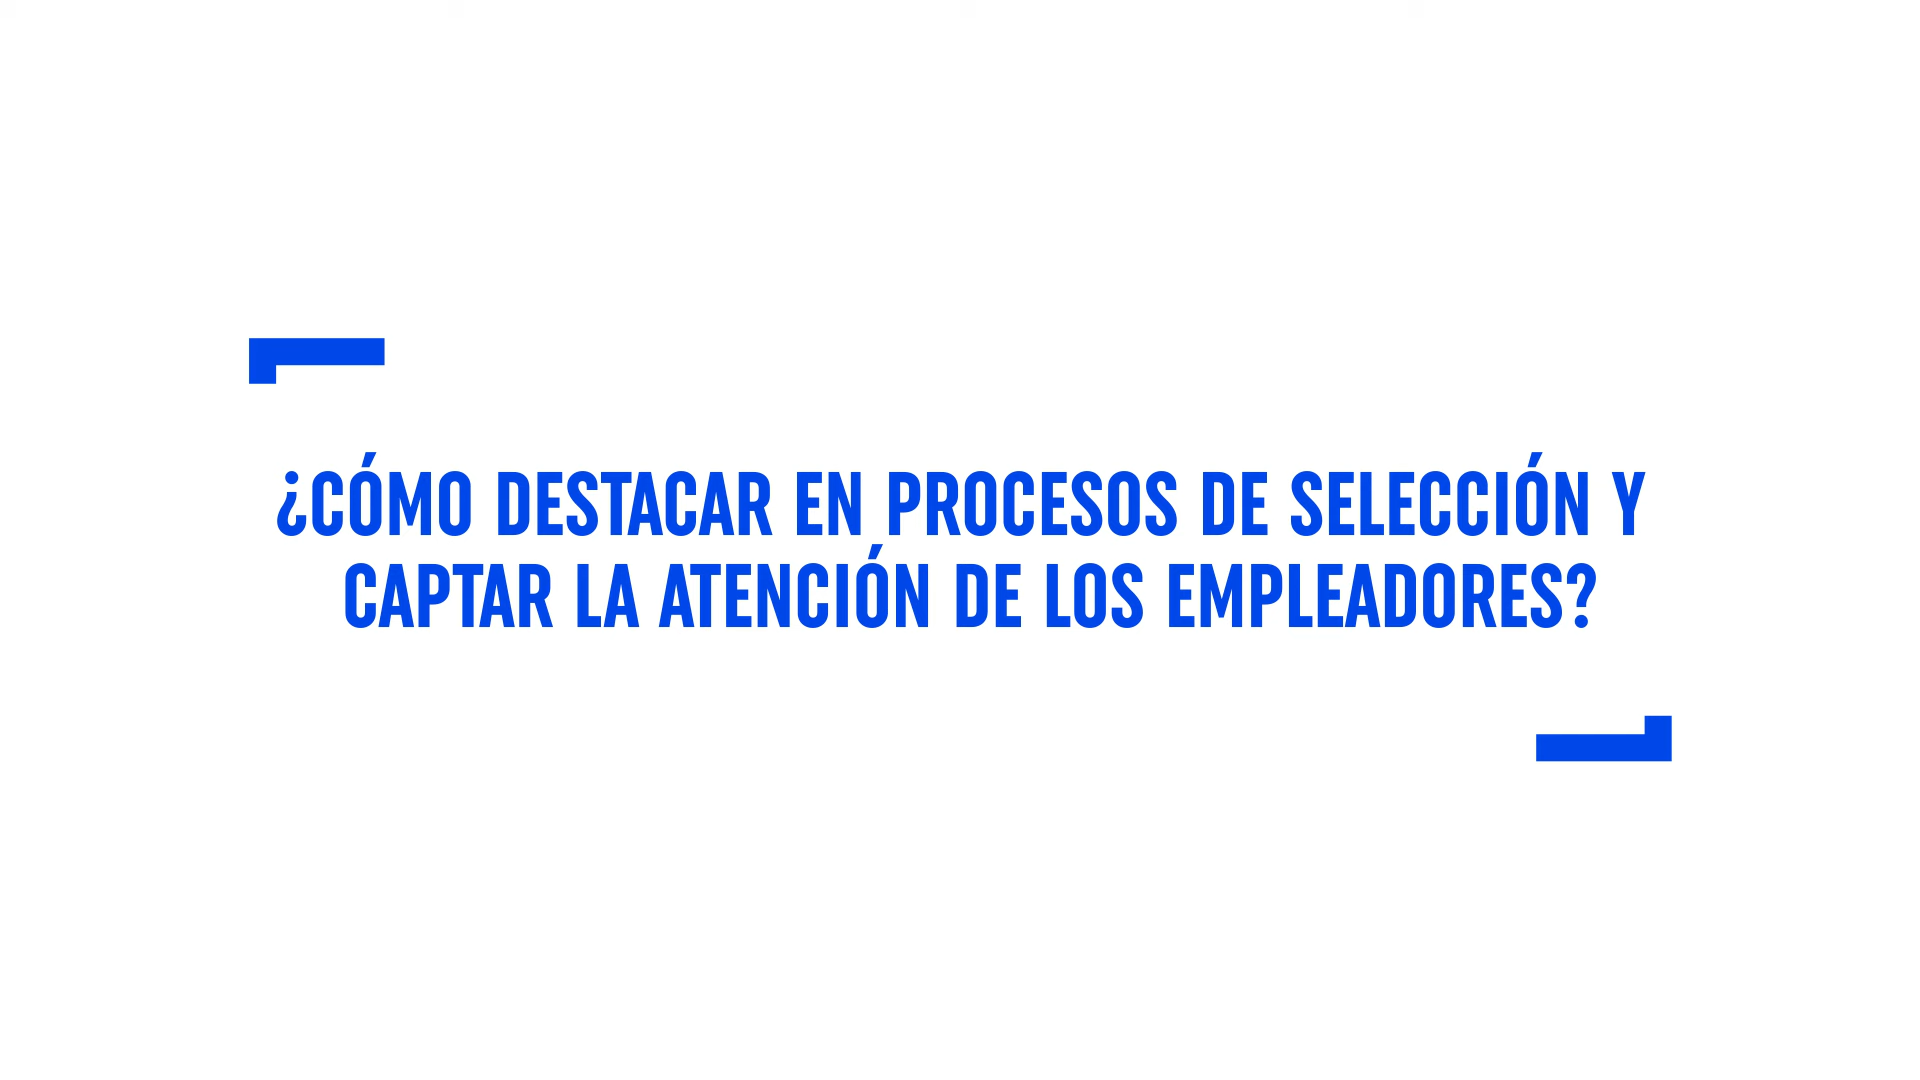 ¿CÓMO DESTACAR EN PROCESOS DE SELECCIÓN Y
CAPTAR LA ATENCIÓN DE LOS EMPLEADORES?